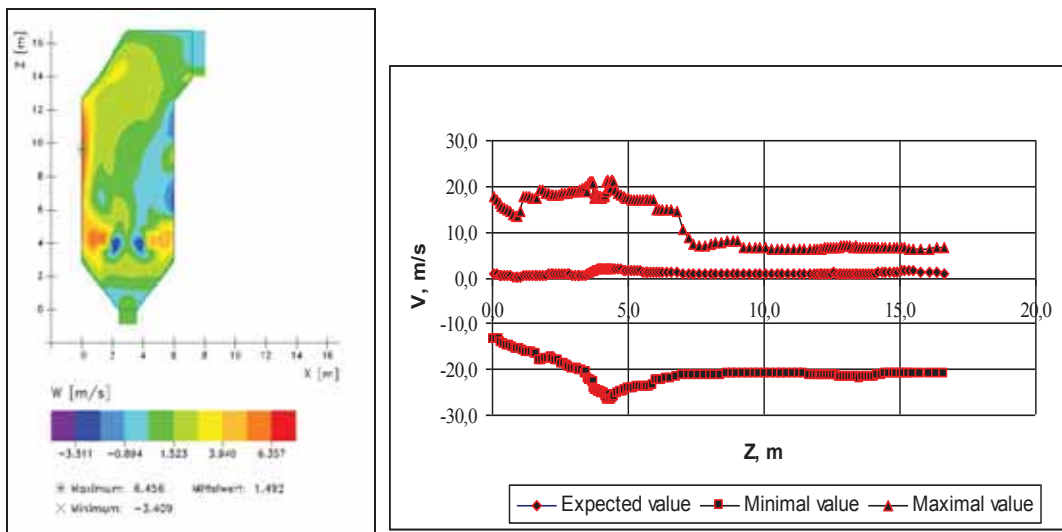 Z [m]
16
14
12
10
8
6
4
2
0
0 2 4 6 8 10 12 14 16
X [m]
W [m/s]
-3.311 -0.894 1.523 3.940 6.357
Maximum: 6.456 Mittelwert: 1.492
X Minimum: -3.409
30,0
20,0
10,0
0,0
-10,0
-20,0
-30,0
V, m/s
0,0 5,0 10,0 15,0 20,0
Z, m
Expected value Minimal value Maximal value